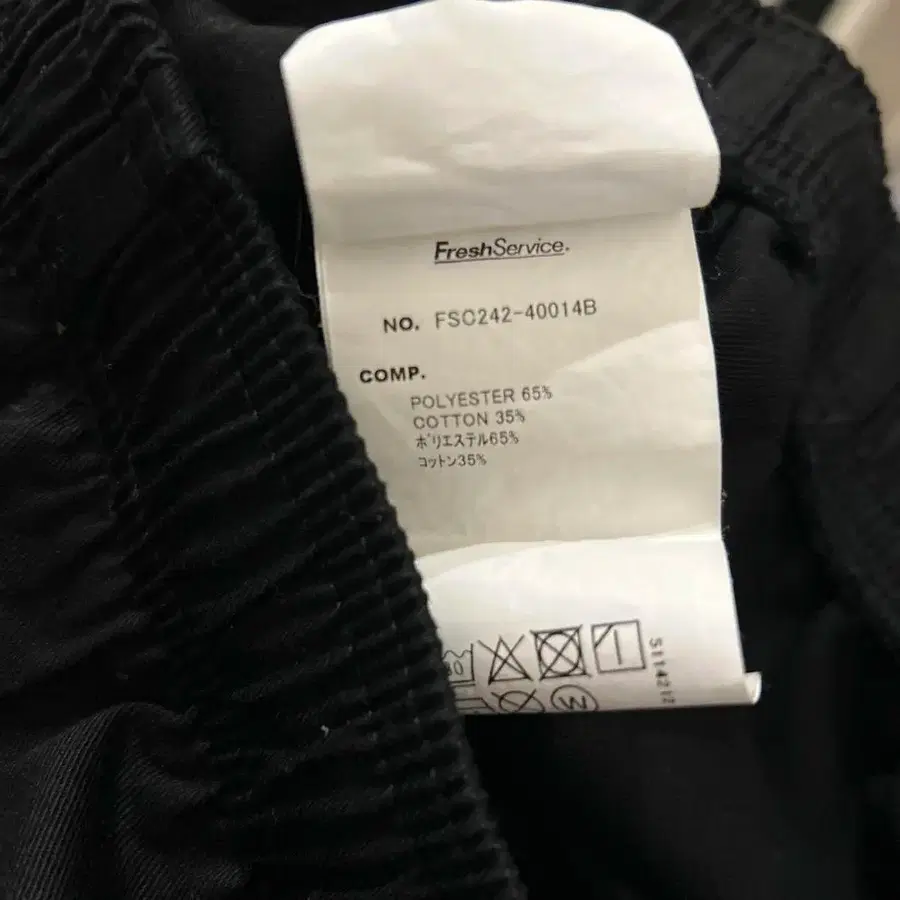 FreshService.
NO. FSC242-40014B
COMP.
POLYESTER 65%
COTTON 35%
ポリエステル65%
コットン35%
5114212
W